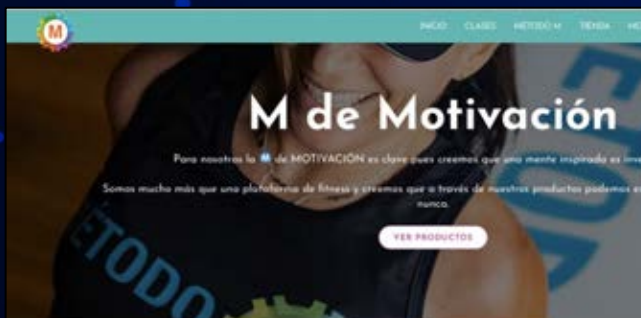 M
INICIO CLASES MÉTODO M TIENDA
M de Motivación
Para nosotros la M de MOTIVACIÓN es clave pues creemos que una mente inspirada es
Somos mucho más que una plataforma de fitness y creemos que a través de nuestros productos podemos
nunca.
VER PRODUCTOS
ETODO
ETOD